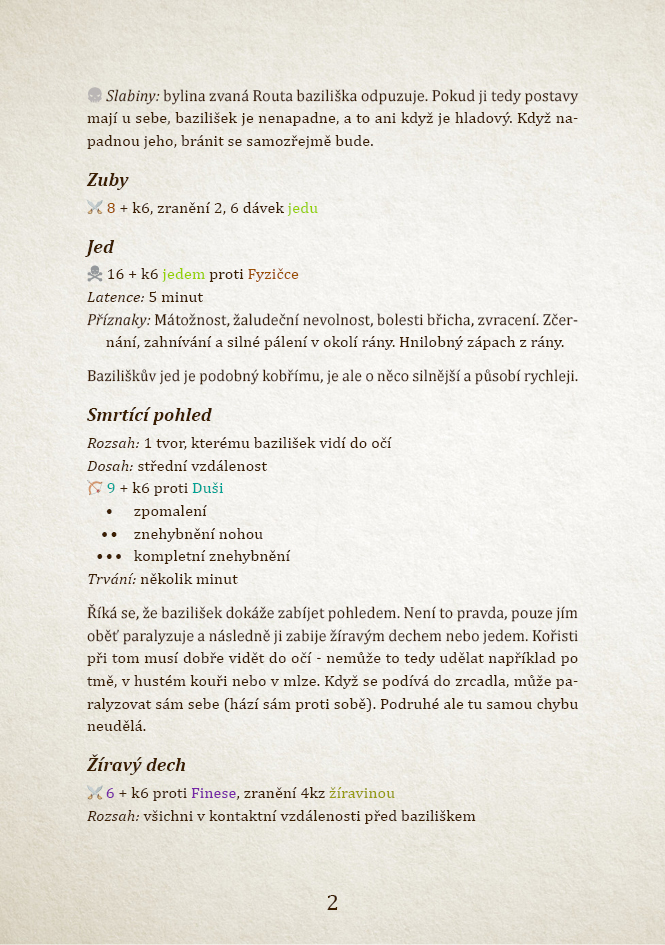 Slabiny: bylina zvaná Routa baziliška odpuzuje. Pokud ji tedy postavy
mají u sebe, bazilišek je nenapadne, a to ani když je hladový. Když na-
padnou jeho, bránit se samozřejmě bude.
Zuby
8 + k6, zranění 2, 6 dávek jedu
Jed
16 + k6 jedem proti Fyzičce
Latence: 5 minut
Příznaky: Mátožnost, žaludeční nevolnost, bolesti břicha, zvracení. Zčer-
nání, zahnívání a silné pálení v okolí rány. Hnilobný zápach z rány.
Baziliškův jed je podobný kobřímu, je ale o něco silnější a působí rychleji.
Smrtící pohled
Rozsah: 1 tvor, kterému bazilišek vidí do očí
Dosah: střední vzdálenost
9 + k6 proti Duši
• zpomalení
•• znehybnění nohou
••• kompletní znehybnění
Trvání: několik minut
Říká se, že bazilišek dokáže zabíjet pohledem. Není to pravda, pouze jím
oběť paralyzuje a následně ji zabije žíravým dechem nebo jedem. Kořisti
při tom musí dobře vidět do očí - nemůže to tedy udělat například po
tmě, v hustém kouři nebo v mlze. Když se podívá do zrcadla, může pa-
ralyzovat sám sebe (hází sám proti sobě). Podruhé ale tu samou chybu
neudělá.
Žíravý dech
6 + k6 proti Finese, zranění 4kz žíravinou
Rozsah: všichni v kontaktní vzdálenosti před baziliškem
2